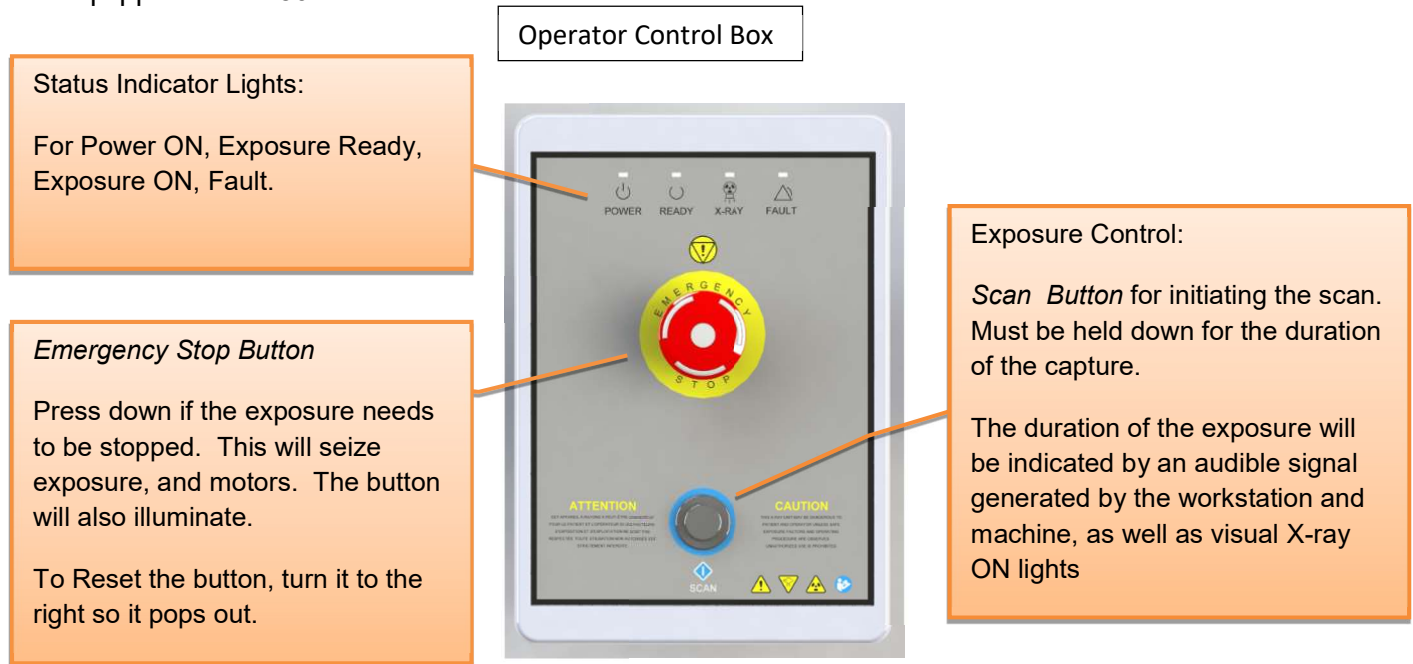 Operator Control Box
Status Indicator Lights:
For Power ON, Exposure Ready,
Exposure ON, Fault.
Emergency Stop Button
Press down if the exposure needs
to be stopped. This will seize
exposure, and motors. The button
will also illuminate.
To Reset the button, turn it to the
right so it pops out.
POWER READY X-RAY FAULT
EMERGENCY
STOP
ATTENTION
CAUTION
SCAN
Exposure Control:
Scan Button for initiating the scan.
Must be held down for the duration
of the capture.
The duration of the exposure will
be indicated by an audible signal
generated by the workstation and
machine, as well as visual X-ray
ON lights